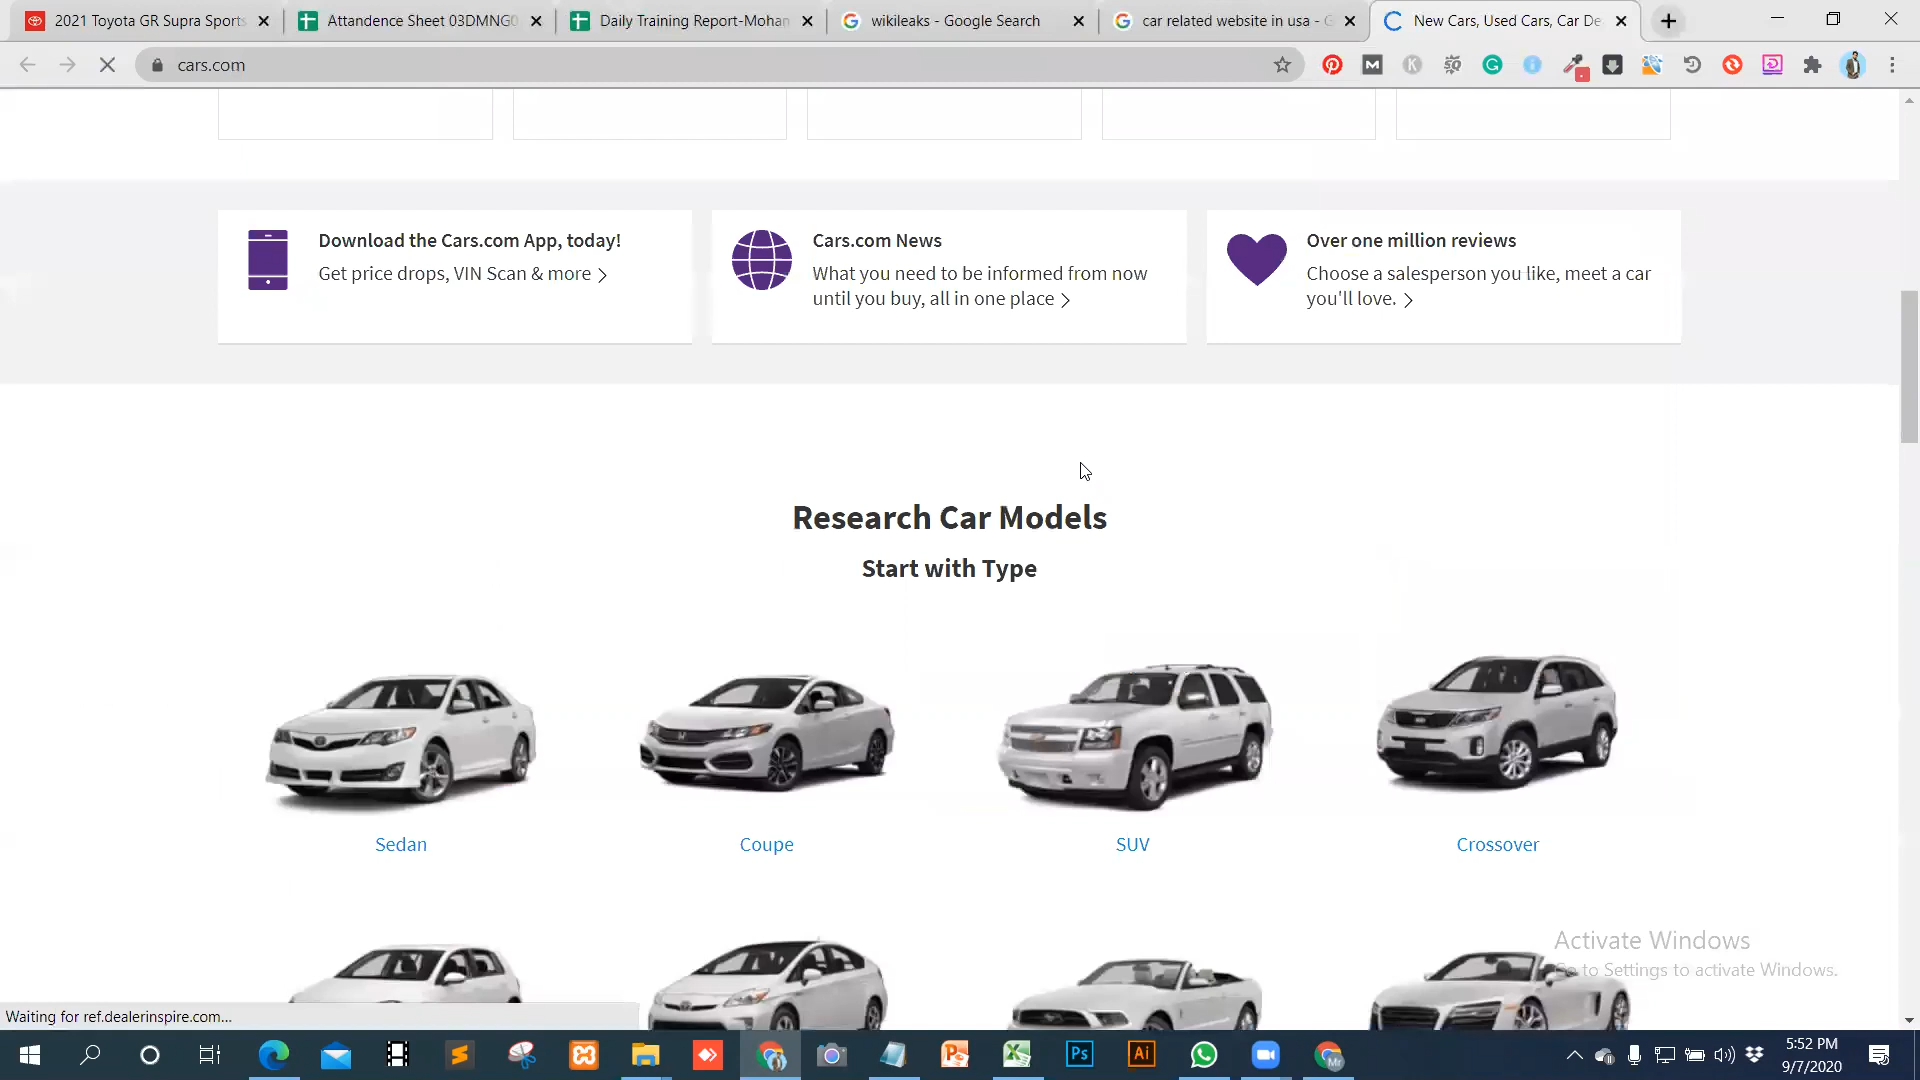 2021 Toyota GR Supra Sports
Attandence Sheet 03DMNG0
Daily Training Report-Mohan
wikileaks - Google Search
car related website in usa - G
New Cars, Used Cars, Car De
cars.com
Download the Cars.com App, today!
Get price drops, VIN Scan & more >
Cars.com News
What you need to be informed from now
until you buy, all in one place >
Over one million reviews
Choose a salesperson you like, meet a car
you'll love. >
Research Car Models
Start with Type
Sedan
Coupe
SUV
Crossover
Activate Windows
Go to Settings to activate Windows.
Waiting for ref.dealerinspire.com...
5:52 PM
9/7/2020